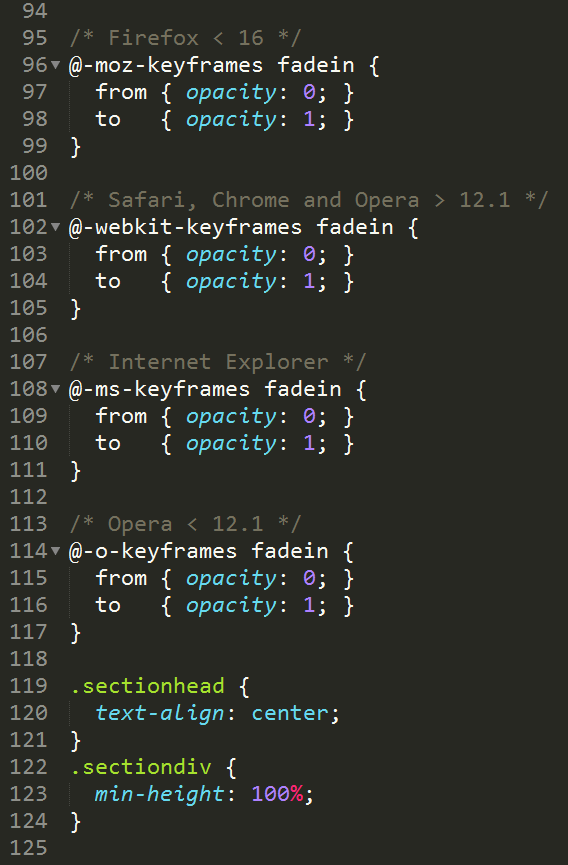 94
95 /* Firefox < 16 */
96 @-moz-keyframes fadein {
97   from { opacity: 0; }
98   to   { opacity: 1; }
99 }
100
101 /* Safari, Chrome and Opera > 12.1 */
102 @-webkit-keyframes fadein {
103   from { opacity: 0; }
104   to   { opacity: 1; }
105 }
106
107 /* Internet Explorer */
108 @-ms-keyframes fadein {
109   from { opacity: 0; }
110   to   { opacity: 1; }
111 }
112
113 /* Opera < 12.1 */
114 @-o-keyframes fadein {
115   from { opacity: 0; }
116   to   { opacity: 1; }
117 }
118
119 .sectionhead {
120   text-align: center;
121 }
122 .sectiondiv {
123   min-height: 100%;
124 }
125